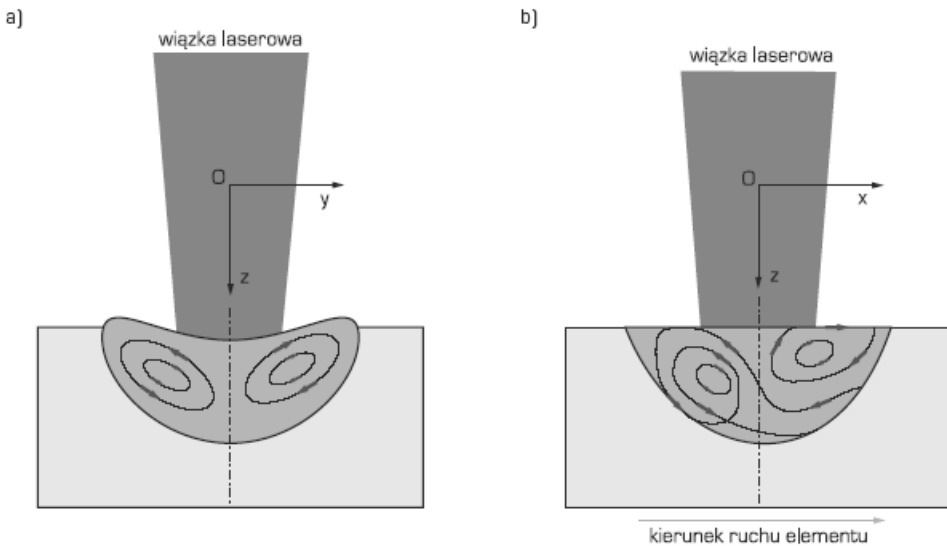 a)
wiązka laserowa
O
y
z
b)
wiązka laserowa
O
x
z
kierunek ruchu elementu